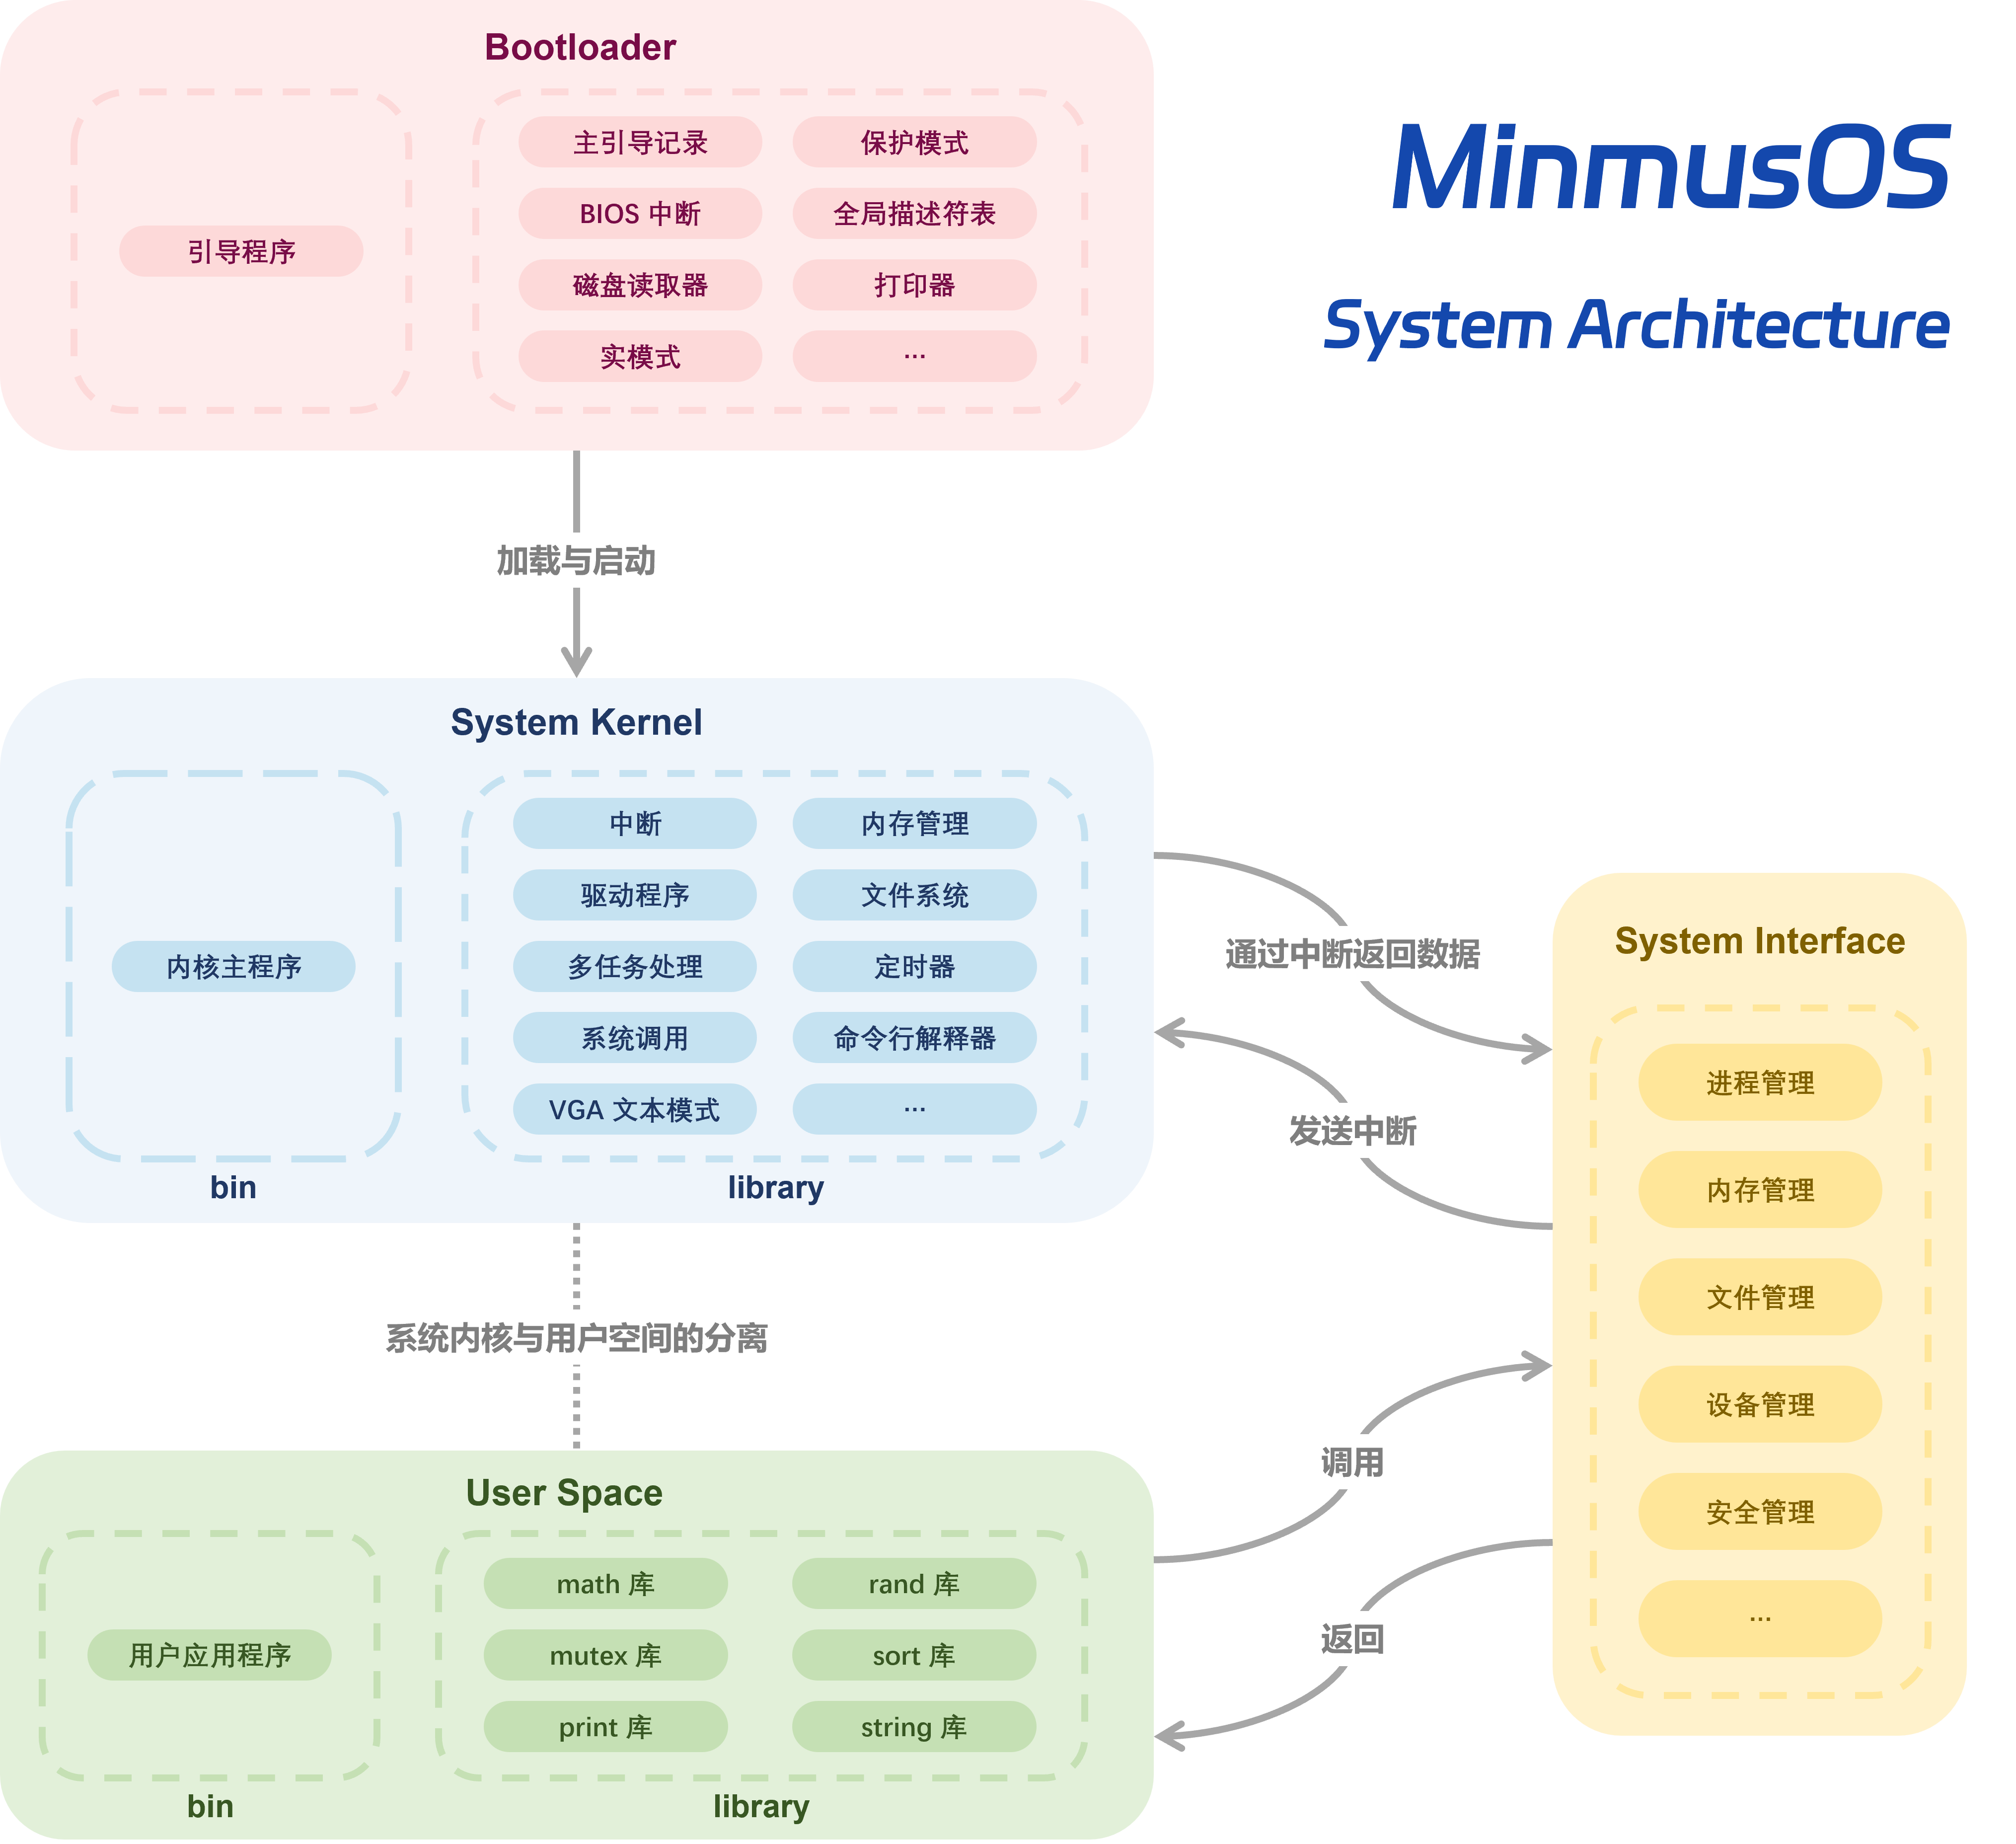 Bootloader
引导程序
主引导记录
保护模式
BIOS 中断
全局描述符表
磁盘读取器
打印器
实模式
...
MinmusOS
System Architecture
加载与启动
System Kernel
内核主程序
中断
内存管理
驱动程序
文件系统
多任务处理
定时器
系统调用
命令行解释器
VGA 文本模式
...
bin
library
通过中断返回数据
发送中断
System Interface
进程管理
内存管理
文件管理
设备管理
安全管理
...
系统内核与用户空间的分离
调用
返回
User Space
用户应用程序
math 库
rand 库
mutex 库
sort 库
print 库
string 库
bin
library